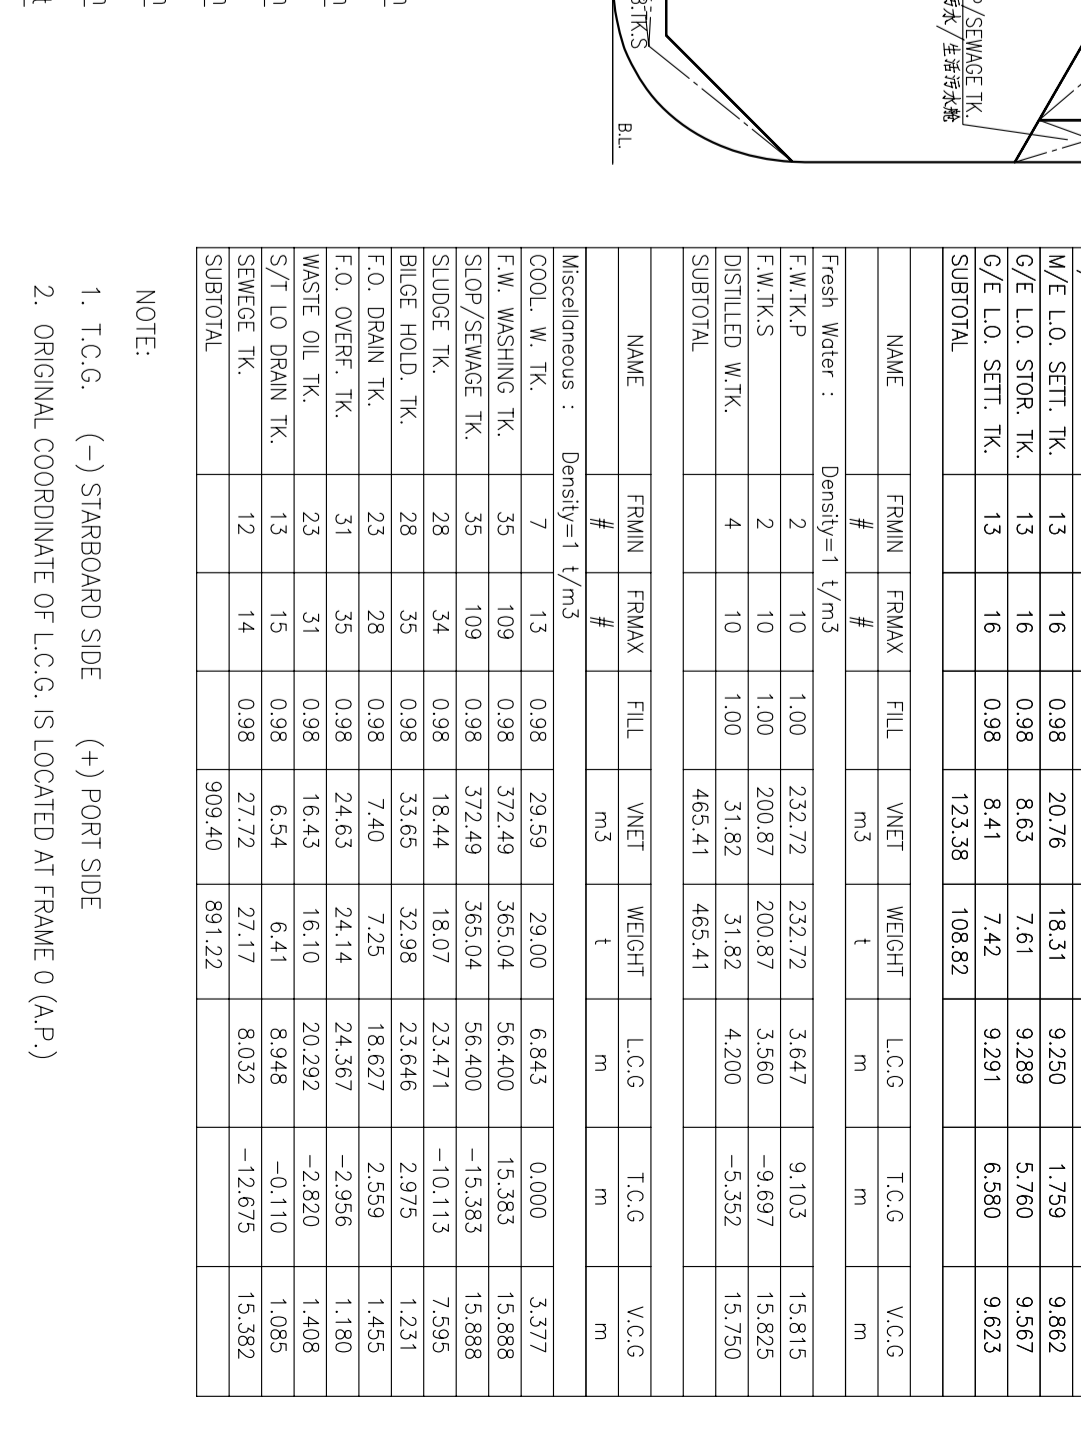 P/SEWAGE TK.
污水/生活污水舱
B.TK.S
B.L.
M/E L.O. SETT. TK. 13 16 0.98 20.76 18.31 9.250 1.759 9.862
G/E L.O. STOR. TK. 13 16 0.98 8.63 7.61 9.289 5.760 9.567
G/E L.O. SETT. TK. 13 16 0.98 8.41 7.42 9.291 6.580 9.623
SUBTOTAL 123.38 108.82
NAME FRMIN FRMAX FILL VNET WEIGHT L.C.G T.C.G V.C.G
# # m3 t m m m
Fresh Water : Density=1 t/m3
F.W.TK.P 2 10 1.00 232.72 232.72 3.647 9.103 15.815
F.W.TK.S 2 10 1.00 200.87 200.87 3.560 -9.697 15.825
DISTILLED W.TK. 4 10 1.00 31.82 31.82 4.200 -5.352 15.750
SUBTOTAL 465.41 465.41
NAME FRMIN FRMAX FILL VNET WEIGHT L.C.G T.C.G V.C.G
# # m3 t m m m
Miscellaneous : Density=1 t/m3
COOL. W. TK. 7 13 0.98 29.59 29.00 6.843 0.000 3.377
F.W. WASHING TK. 35 109 0.98 372.49 365.04 56.400 15.383 15.888
SLOP/SEWAGE TK. 35 109 0.98 372.49 365.04 56.400 -15.383 15.888
SLUDGE TK. 28 34 0.98 18.44 18.07 23.471 -10.113 7.595
BILGE HOLD. TK. 28 35 0.98 33.65 32.98 23.646 2.975 1.231
F.O. DRAIN TK. 23 28 0.98 7.40 7.25 18.627 2.559 1.455
F.O. OVERF. TK. 31 35 0.98 24.63 24.14 24.367 -2.956 1.180
WASTE OIL TK. 23 31 0.98 16.43 16.10 20.292 -2.820 1.408
S/T LO DRAIN TK. 13 15 0.98 6.54 6.41 8.948 -0.110 1.085
SEWEGE TK. 12 14 0.98 27.72 27.17 8.032 -12.675 15.382
SUBTOTAL 909.40 891.22
NOTE:
1. T.C.G. (-) STARBOARD SIDE (+) PORT SIDE
2. ORIGINAL COORDINATE OF L.C.G. IS LOCATED AT FRAME 0 (A.P.)